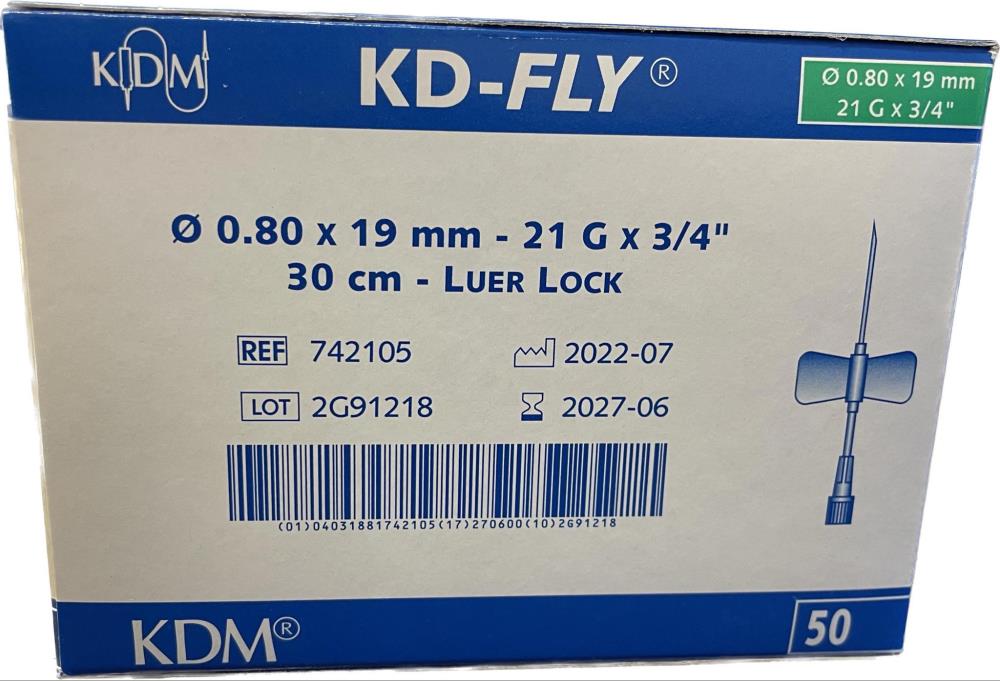 KDM
KD-FLY®
Ø 0.80 x 19 mm
21 G x 3/4"
Ø 0.80 x 19 mm - 21 G x 3/4"
30 cm - LUER LOCK
REF 742105
2022-07
LOT 2G91218
2027-06
(01)04031881742105(17)270600(10)2G91218
KDM®
50